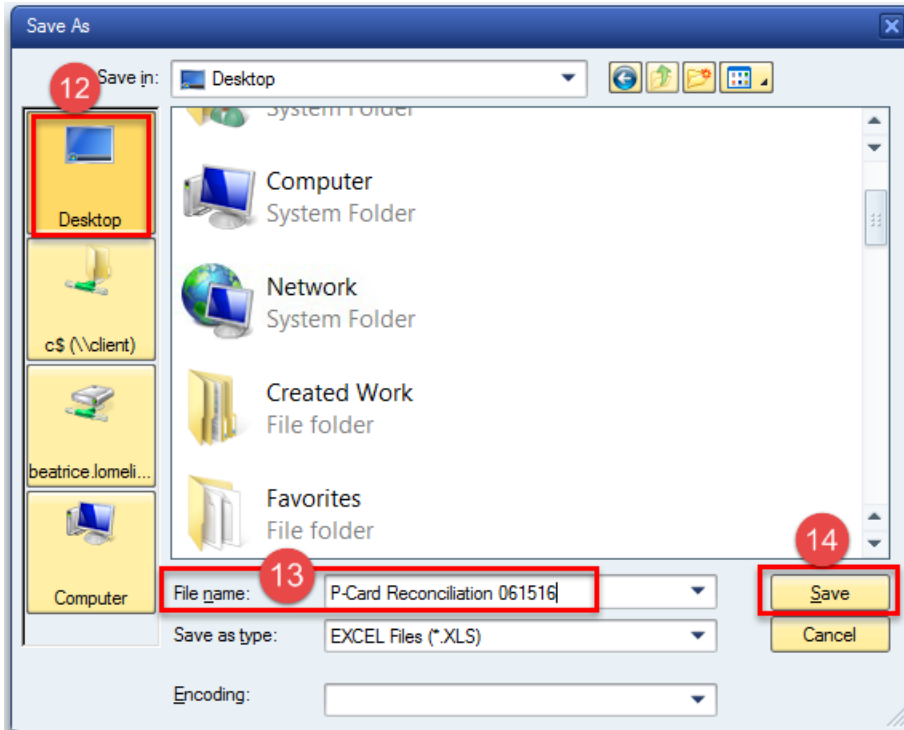 Save As
Save in:
Desktop
12
System Folder
Computer
System Folder
Desktop
Network
System Folder
c$ (\\client)
Created Work
File folder
beatrice.lomeli...
Favorites
File folder
14
13
File name:
P-Card Reconciliation 061516
Save
Computer
Save as type:
EXCEL Files (*.XLS)
Cancel
Encoding: